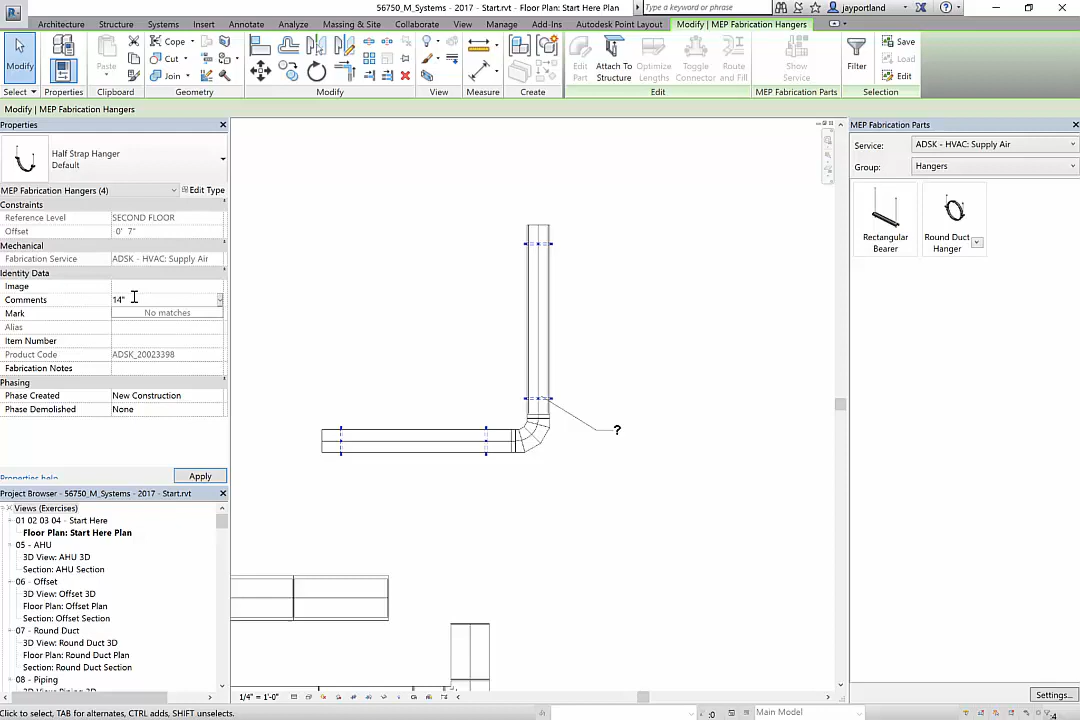 56750_M_Systems - 2017 - Start.rvt - Floor Plan: Start Here Plan
Type a keyword or phrase
jayportland
Architecture Structure Systems Insert Annotate Analyze Massing & Site Collaborate View Manage Add-Ins Autodesk Point Layout Modify | MEP Fabrication Hangers
Modify
Paste
Cope
Cut
Join
Edit Part
Attach To Structure
Optimize Lengths
Toggle Connector
Route and Fill
Show Service
Filter
Save
Load
Edit
Select Properties Clipboard Geometry Modify View Measure Create Edit MEP Fabrication Parts Selection
Modify | MEP Fabrication Hangers
Properties
Half Strap Hanger
Default
MEP Fabrication Hangers (4) Edit Type
Constraints
Reference Level SECOND FLOOR
Offset -0' 7"
Mechanical
Fabrication Service ADSK - HVAC: Supply Air
Identity Data
Image
Comments 14"
Mark No matches
Alias
Item Number
Product Code ADSK_20023398
Fabrication Notes
Phasing
Phase Created New Construction
Phase Demolished None
Properties help Apply
Project Browser - 56750_M_Systems - 2017 - Start.rvt
Views (Exercises)
01 02 03 04 - Start Here
Floor Plan: Start Here Plan
05 - AHU
3D View: AHU 3D
Section: AHU Section
06 - Offset
3D View: Offset 3D
Floor Plan: Offset Plan
Section: Offset Section
07 - Round Duct
3D View: Round Duct 3D
Floor Plan: Round Duct Plan
Section: Round Duct Section
08 - Piping
3D View: Piping 3D
?
MEP Fabrication Parts
Service: ADSK - HVAC: Supply Air
Group: Hangers
Rectangular Bearer
Round Duct Hanger
Settings...
1/4" = 1'-0"
Click to select, TAB for alternates, CTRL adds, SHIFT unselects.
:0
Main Model
:4